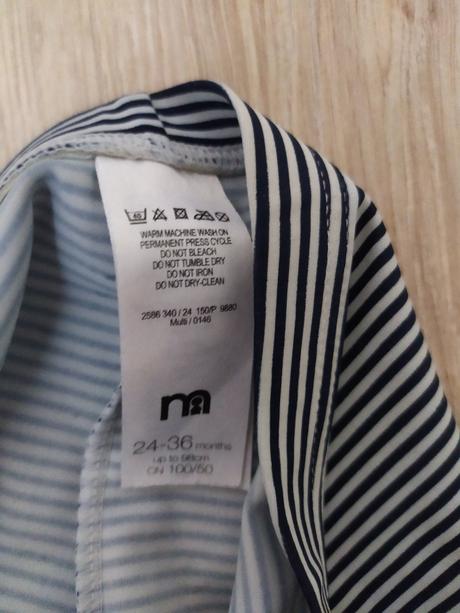 40
WARM MACHINE WASH ON
PERMANENT PRESS CYCLE
DO NOT BLEACH
DO NOT TUMBLE DRY
DO NOT IRON
DO NOT DRY-CLEAN
2586 340 / 24 150/P 9880
Multi / 0146
m
24-36 months
up to 98cm
CN 100/50